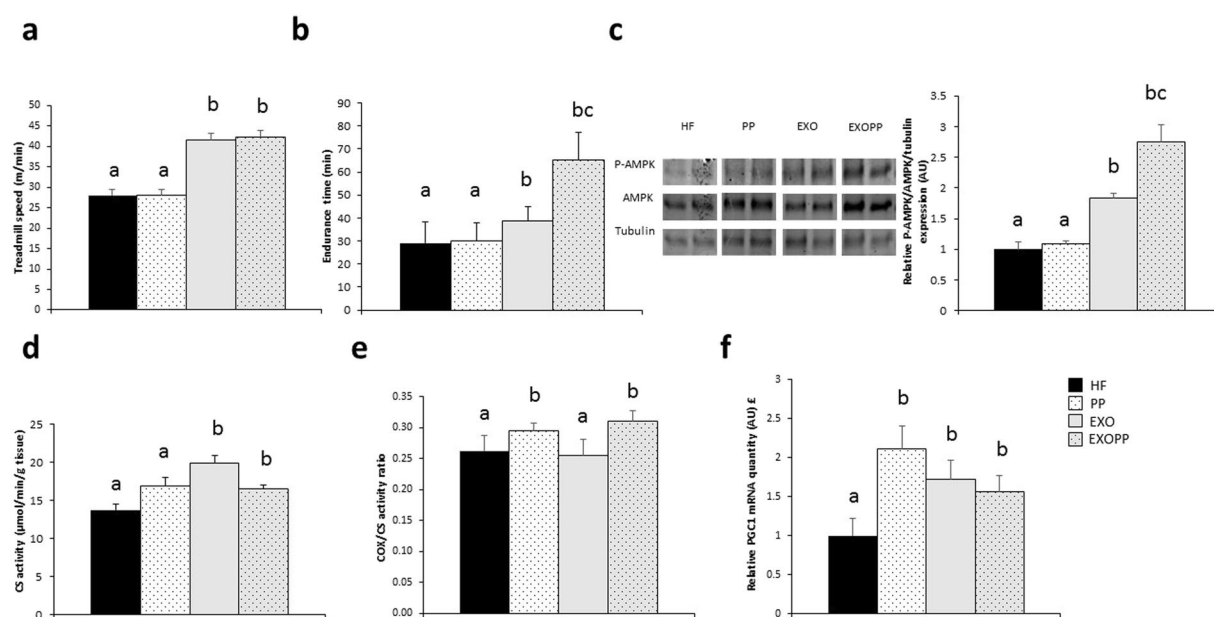 a
b
c
Treadmill speed (m/min)
50
45
40
35
30
25
20
15
10
5
0
a
a
b
b
Endurance time (min)
90
80
70
60
50
40
30
20
10
0
a
a
b
bc
HF
PP
EXO
EXOPP
P-AMPK
AMPK
Tubulin
Relative P-AMPK/AMPK/tubulin
expression (AU)
3.5
3
2.5
2
1.5
1
0.5
0
a
a
b
bc
d
e
f
CS activity (µmol/min/g tissue)
25
20
15
10
5
0
a
a
b
b
COX/CS activity ratio
0.35
0.30
0.25
0.20
0.15
0.10
0.05
0.00
a
b
a
b
Relative PGC1 mRNA quantity (AU) £
3
2.5
2
1.5
1
0.5
0
a
b
b
b
HF
PP
EXO
EXOPP